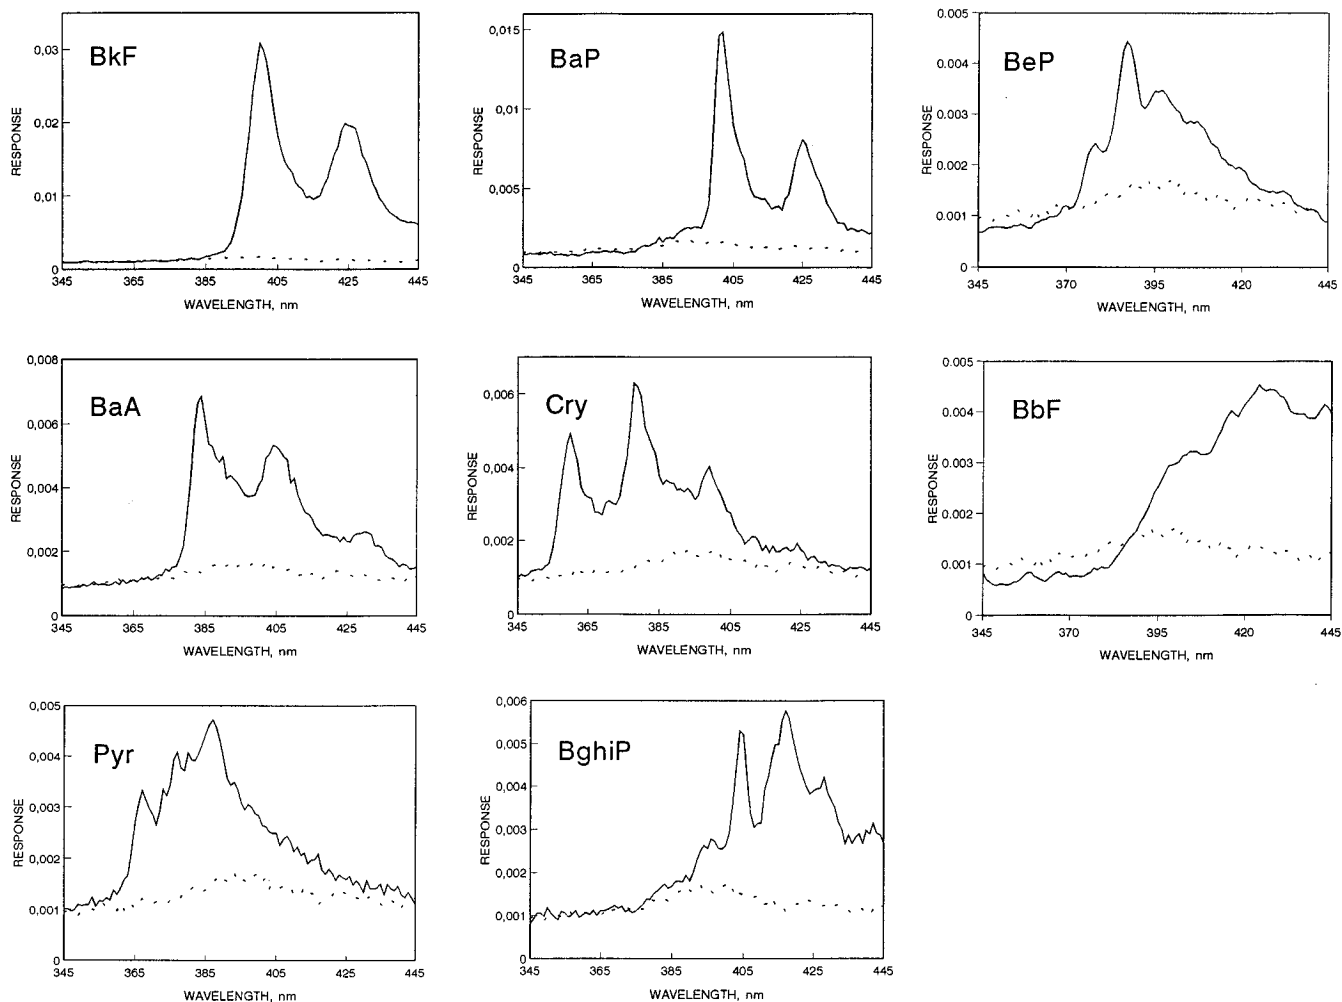 BkF
RESPONSE
0,03
0,02
0,01
0
345 365 385 405 425 445
WAVELENGTH, nm
BaP
RESPONSE
0,015
0,01
0,005
0
345 365 385 405 425 445
WAVELENGTH, nm
BeP
RESPONSE
0.005
0.004
0.003
0.002
0.001
0
345 370 395 420 445
WAVELENGTH, nm
BaA
RESPONSE
0,008
0,006
0,004
0,002
0
345 365 385 405 425 445
WAVELENGTH, nm
Cry
RESPONSE
0,006
0,004
0,002
0
345 365 385 405 425 445
WAVELENGTH, nm
BbF
RESPONSE
0.005
0.004
0.003
0.002
0.001
0
345 370 395 420 445
WAVELENGTH, nm
Pyr
RESPONSE
0,005
0,004
0,003
0,002
0,001
0
345 365 385 405 425 445
WAVELENGTH, nm
BghiP
RESPONSE
0,006
0,005
0,004
0,003
0,002
0,001
0
345 365 385 405 425 445
WAVELENGTH, nm